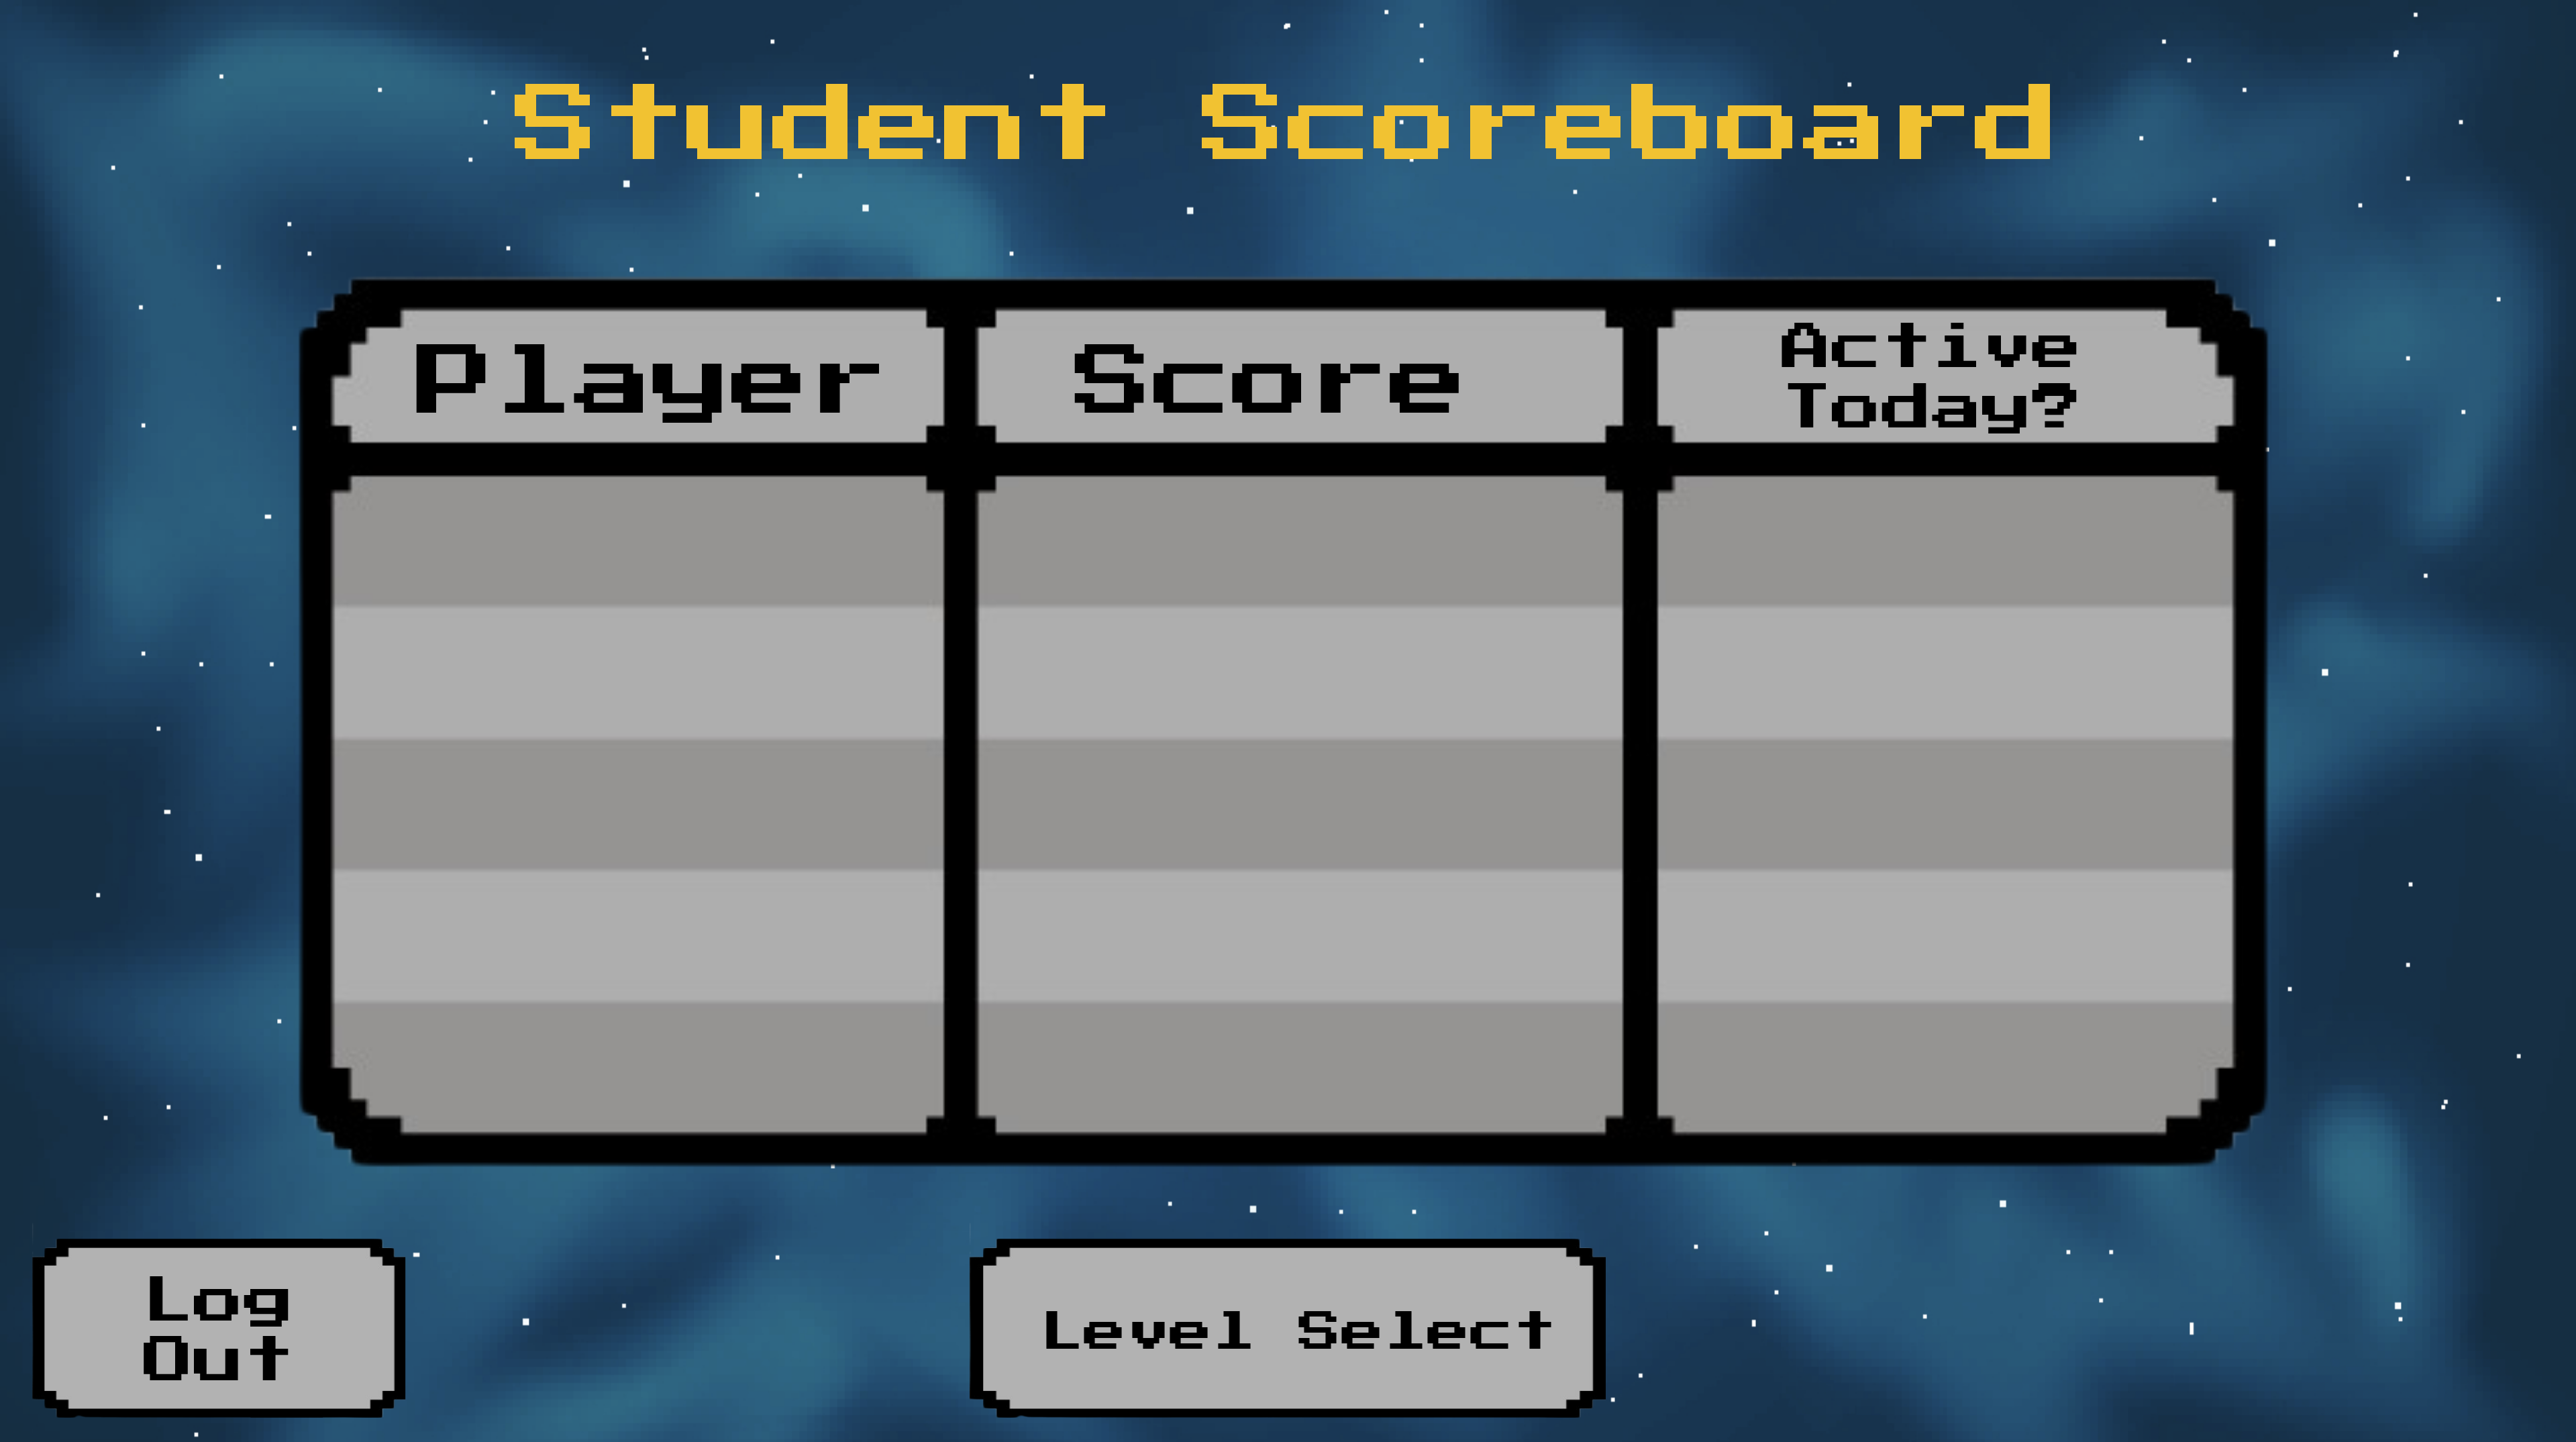 Student Scoreboard
Player
Score
Active
Today?
Log
Out
Level Select